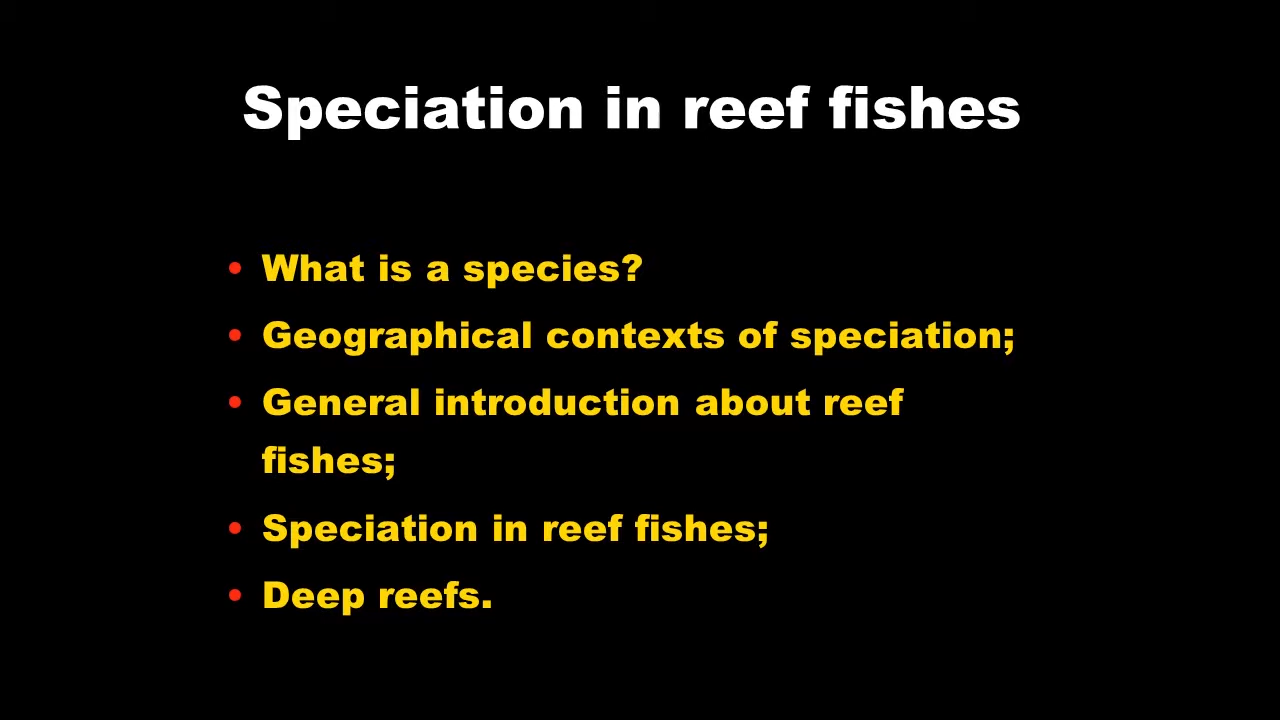 Speciation in reef fishes
• What is a species?
• Geographical contexts of speciation;
• General introduction about reef
fishes;
• Speciation in reef fishes;
• Deep reefs.